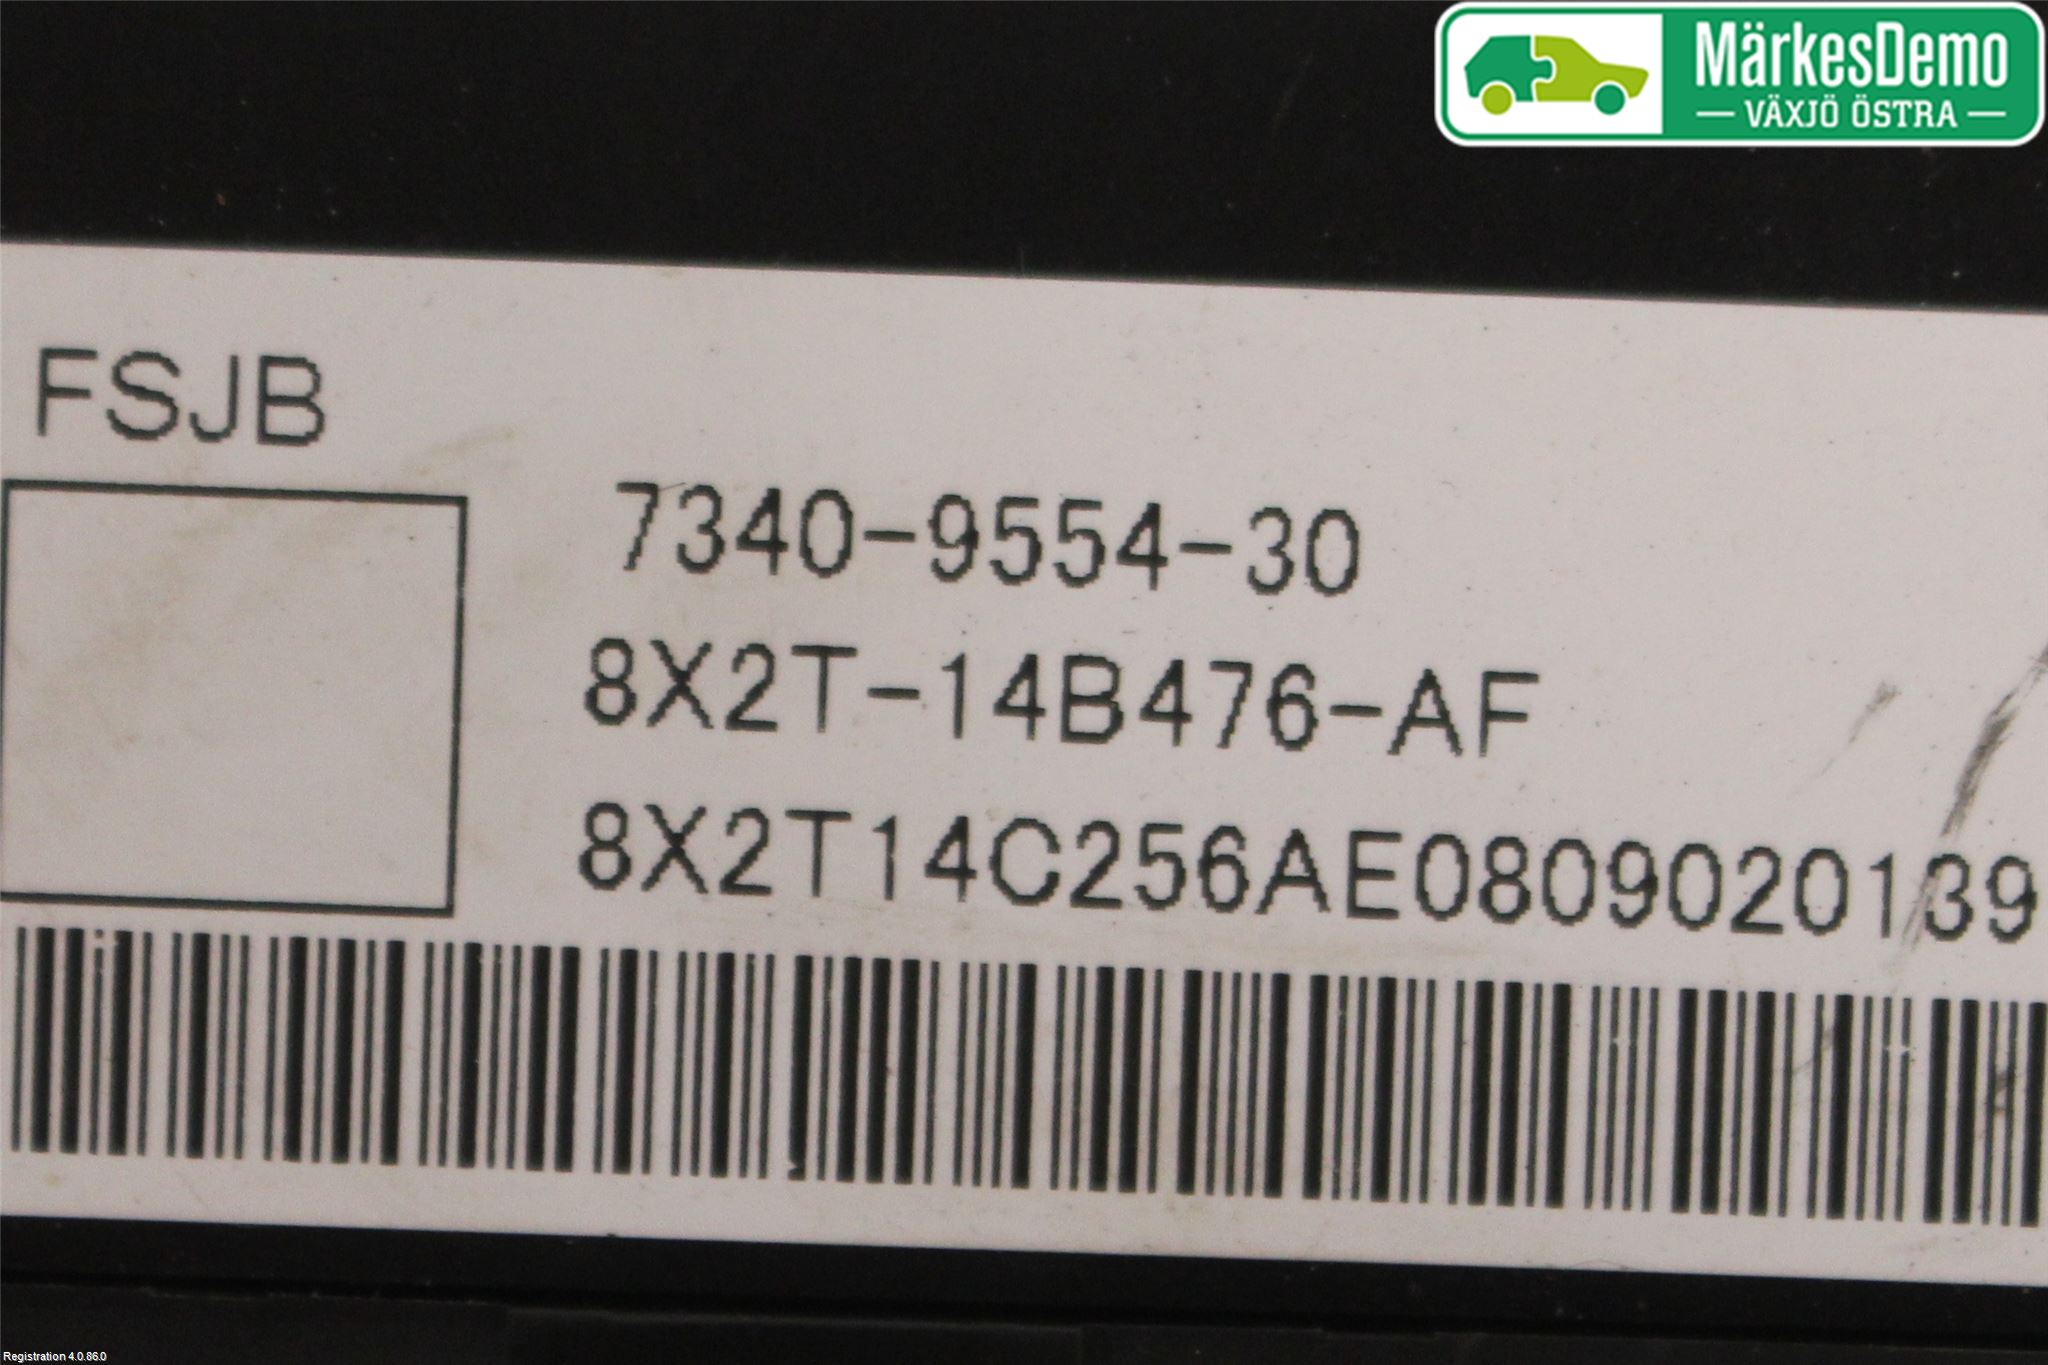 MärkesDemo
VÄXJÖ ÖSTRA
FSJB
7340-9554-30
8X2T-14B476-AF
8X2T14C256AE0809020139
Registration 4.0.86.0